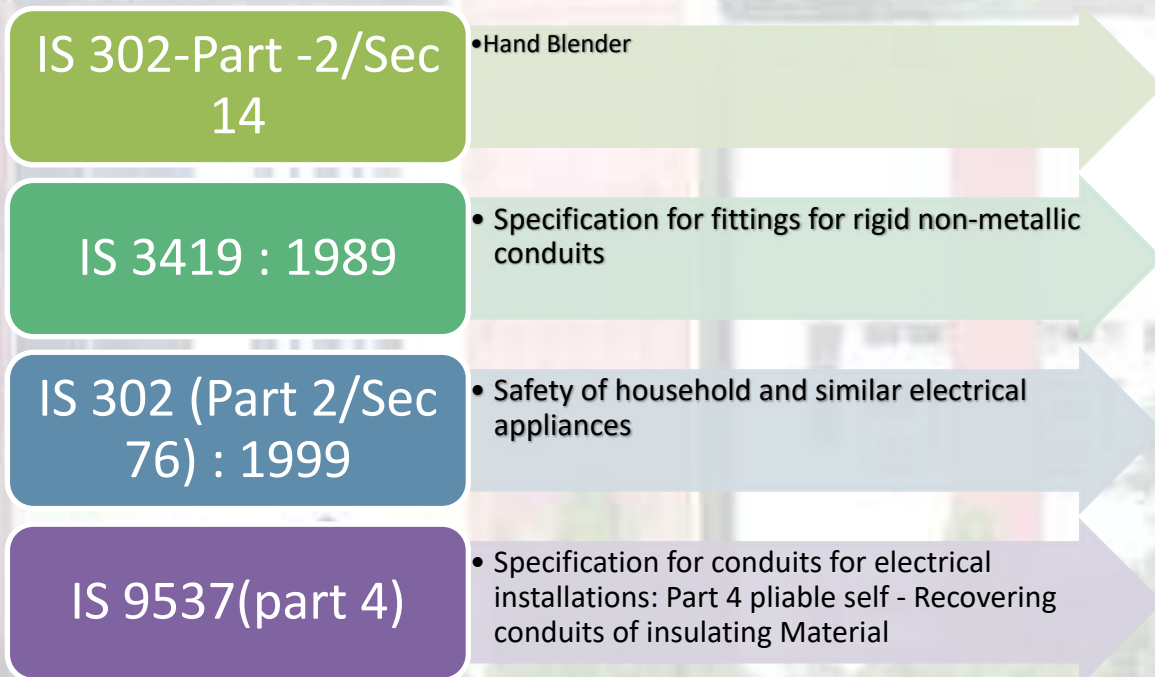 IS 302-Part -2/Sec
14
•Hand Blender
IS 3419 : 1989
• Specification for fittings for rigid non-metallic
conduits
IS 302 (Part 2/Sec
76) : 1999
• Safety of household and similar electrical
appliances
IS 9537(part 4)
• Specification for conduits for electrical
installations: Part 4 pliable self - Recovering
conduits of insulating Material